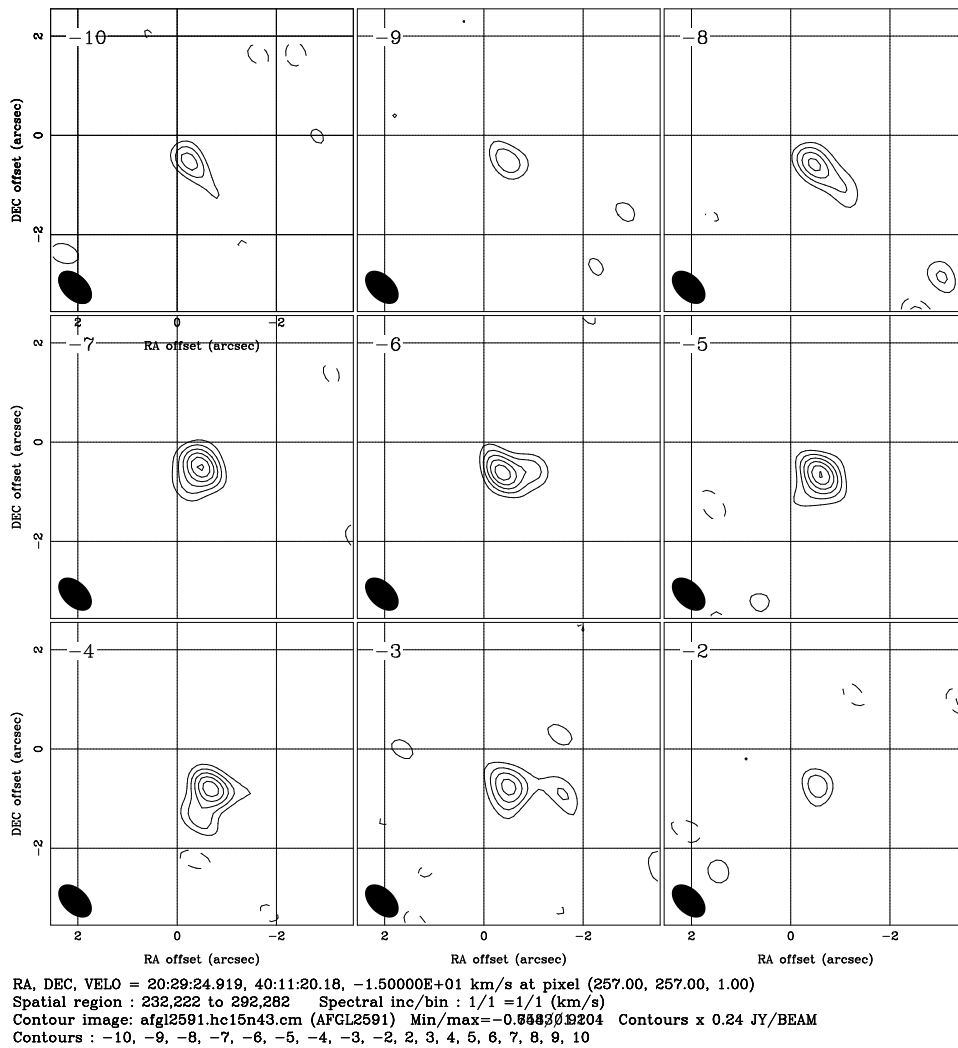 -10
-9
-8
2
0
-2
DEC offset (arcsec)
2
0
-2
RA offset (arcsec)
-7
-6
-5
2
0
-2
DEC offset (arcsec)
-4
-3
-2
2
0
-2
DEC offset (arcsec)
2
0
-2
2
0
-2
2
0
-2
RA offset (arcsec)
RA offset (arcsec)
RA offset (arcsec)
RA, DEC, VELO = 20:29:24.919, 40:11:20.18, -1.50000E+01 km/s at pixel (257.00, 257.00, 1.00)
Spatial region : 232,222 to 292,282 Spectral inc/bin : 1/1 =1/1 (km/s)
Contour image: afgl2591.hc15n43.cm (AFGL2591) Contours x 0.24 JY/BEAM
Contours : -10, -9, -8, -7, -6, -5, -4, -3, -2, 2, 3, 4, 5, 6, 7, 8, 9, 10